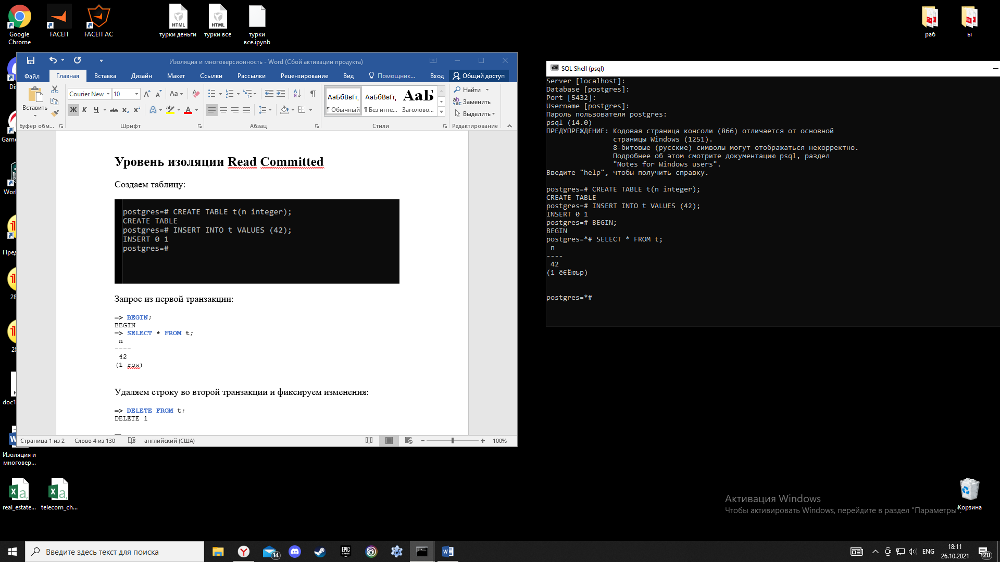 Google Chrome
FACEIT
FACEIT AC
турки деньги
турки все
турки все.ipynb
раб
ы
Изоляция и многоверсионность - Word (Сбой активации продукта)
Файл
Главная
Вставка
Дизайн
Макет
Ссылки
Рассылки
Рецензирование
Вид
Помощник...
Вход
Общий доступ
Вставить
Буфер обм...
Courier New
10
Шрифт
Абзац
АаБбВвГг,
¶ Обычный
АаБбВвГг,
¶ Без инте...
АаБ
Заголово...
Стили
Найти
Заменить
Выделить
Редактирование
Уровень изоляции Read Committed
Создаем таблицу:
postgres=# CREATE TABLE t(n integer);
CREATE TABLE
postgres=# INSERT INTO t VALUES (42);
INSERT 0 1
postgres=#
Запрос из первой транзакции:
=> BEGIN;
BEGIN
=> SELECT * FROM t;
n
----
42
(1 row)
Удаляем строку во второй транзакции и фиксируем изменения:
=> DELETE FROM t;
DELETE 1
Страница 1 из 2
Слово 4 из 130
английский (США)
100%
SQL Shell (psql)
Server [localhost]:
Database [postgres]:
Port [5432]:
Username [postgres]:
Пароль пользователя postgres:
psql (14.0)
ПРЕДУПРЕЖДЕНИЕ: Кодовая страница консоли (866) отличается от основной
страницы Windows (1251).
8-битовые (русские) символы могут отображаться некорректно.
Подробнее об этом смотрите документацию psql, раздел
"Notes for Windows users".
Введите "help", чтобы получить справку.
postgres=# CREATE TABLE t(n integer);
CREATE TABLE
postgres=# INSERT INTO t VALUES (42);
INSERT 0 1
postgres=# BEGIN;
BEGIN
postgres=*# SELECT * FROM t;
n
----
42
(1 ёЄЁюър)
postgres=*#
Изоляция и многовер...
real_estate...
telecom_ch...
Активация Windows
Чтобы активировать Windows, перейдите в раздел "Параметры".
Корзина
Введите здесь текст для поиска
14
EPIC GAMES
ENG
18:11
26.10.2021
20